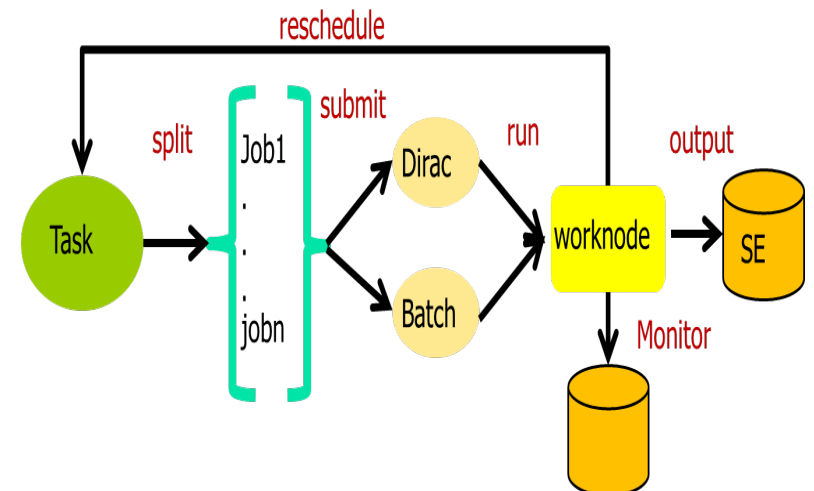 reschedule
split
submit
run
output
Task
Job1
.
.
.
jobn
Dirac
Batch
worknode
SE
Monitor